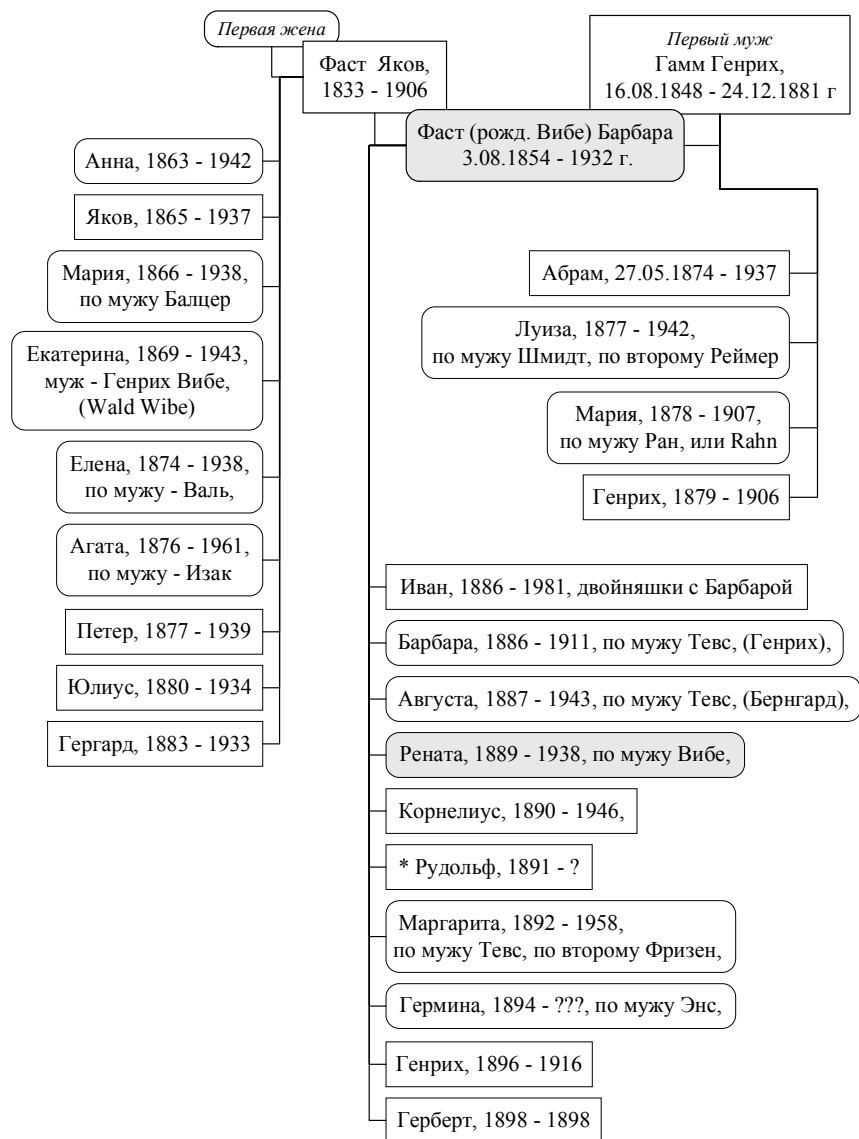 Первая жена
Фаст Яков,
1833 - 1906
Первый муж
Гамм Генрих,
16.08.1848 - 24.12.1881 г
Фаст (рожд. Вибе) Барбара
3.08.1854 - 1932 г.
Анна, 1863 - 1942
Яков, 1865 - 1937
Мария, 1866 - 1938,
по мужу Балцер
Екатерина, 1869 - 1943,
муж - Генрих Вибе,
(Wald Wibe)
Елена, 1874 - 1938,
по мужу - Валь,
Агата, 1876 - 1961,
по мужу - Изак
Петер, 1877 - 1939
Юлиус, 1880 - 1934
Гергард, 1883 - 1933
Абрам, 27.05.1874 - 1937
Луиза, 1877 - 1942,
по мужу Шмидт, по второму Реймер
Мария, 1878 - 1907,
по мужу Ран, или Rahn
Генрих, 1879 - 1906
Иван, 1886 - 1981, двойняшки с Барбарой
Барбара, 1886 - 1911, по мужу Тевс, (Генрих),
Августа, 1887 - 1943, по мужу Тевс, (Бернгард),
Рената, 1889 - 1938, по мужу Вибе,
Корнелиус, 1890 - 1946,
* Рудольф, 1891 - ?
Маргарита, 1892 - 1958,
по мужу Тевс, по второму Фризен,
Гермина, 1894 - ???, по мужу Энс,
Генрих, 1896 - 1916
Герберт, 1898 - 1898